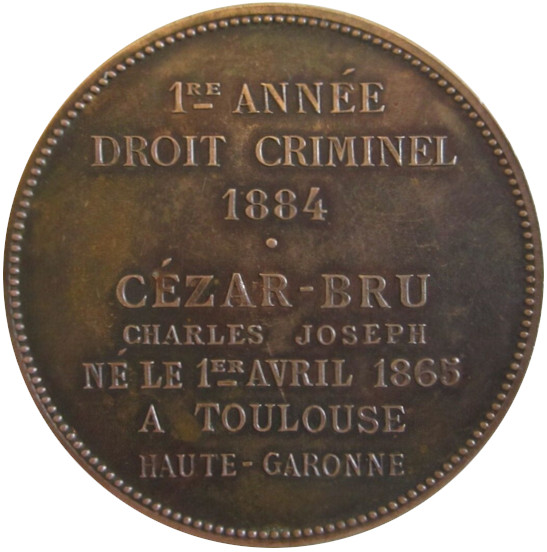 1RE ANNÉE
DROIT CRIMINEL
1884
•
CÉZAR-BRU
CHARLES JOSEPH
NÉ LE 1ER AVRIL 1865
A TOULOUSE
HAUTE-GARONNE